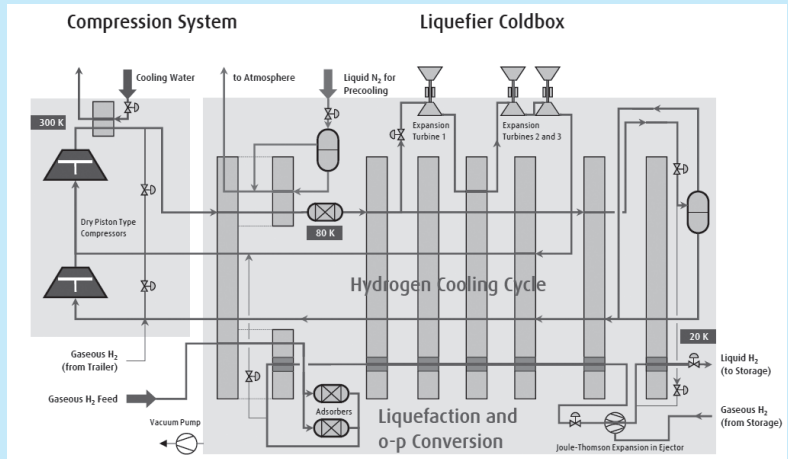 Compression System
Liquefier Coldbox
Cooling Water
to Atmosphere
Liquid N₂ for
Precooling
300 K
Expansion
Turbine 1
Expansion
Turbines 2 and 3
Dry Piston Type
Compressors
80 K
Hydrogen Cooling Cycle
20 K
Gaseous H₂
(from Trailer)
Liquid H₂
(to Storage)
Gaseous H₂ Feed
Adsorbers
Vacuum Pump
Liquefaction and
o-p Conversion
Gaseous H₂
(from Storage)
Joule-Thomson Expansion in Ejector